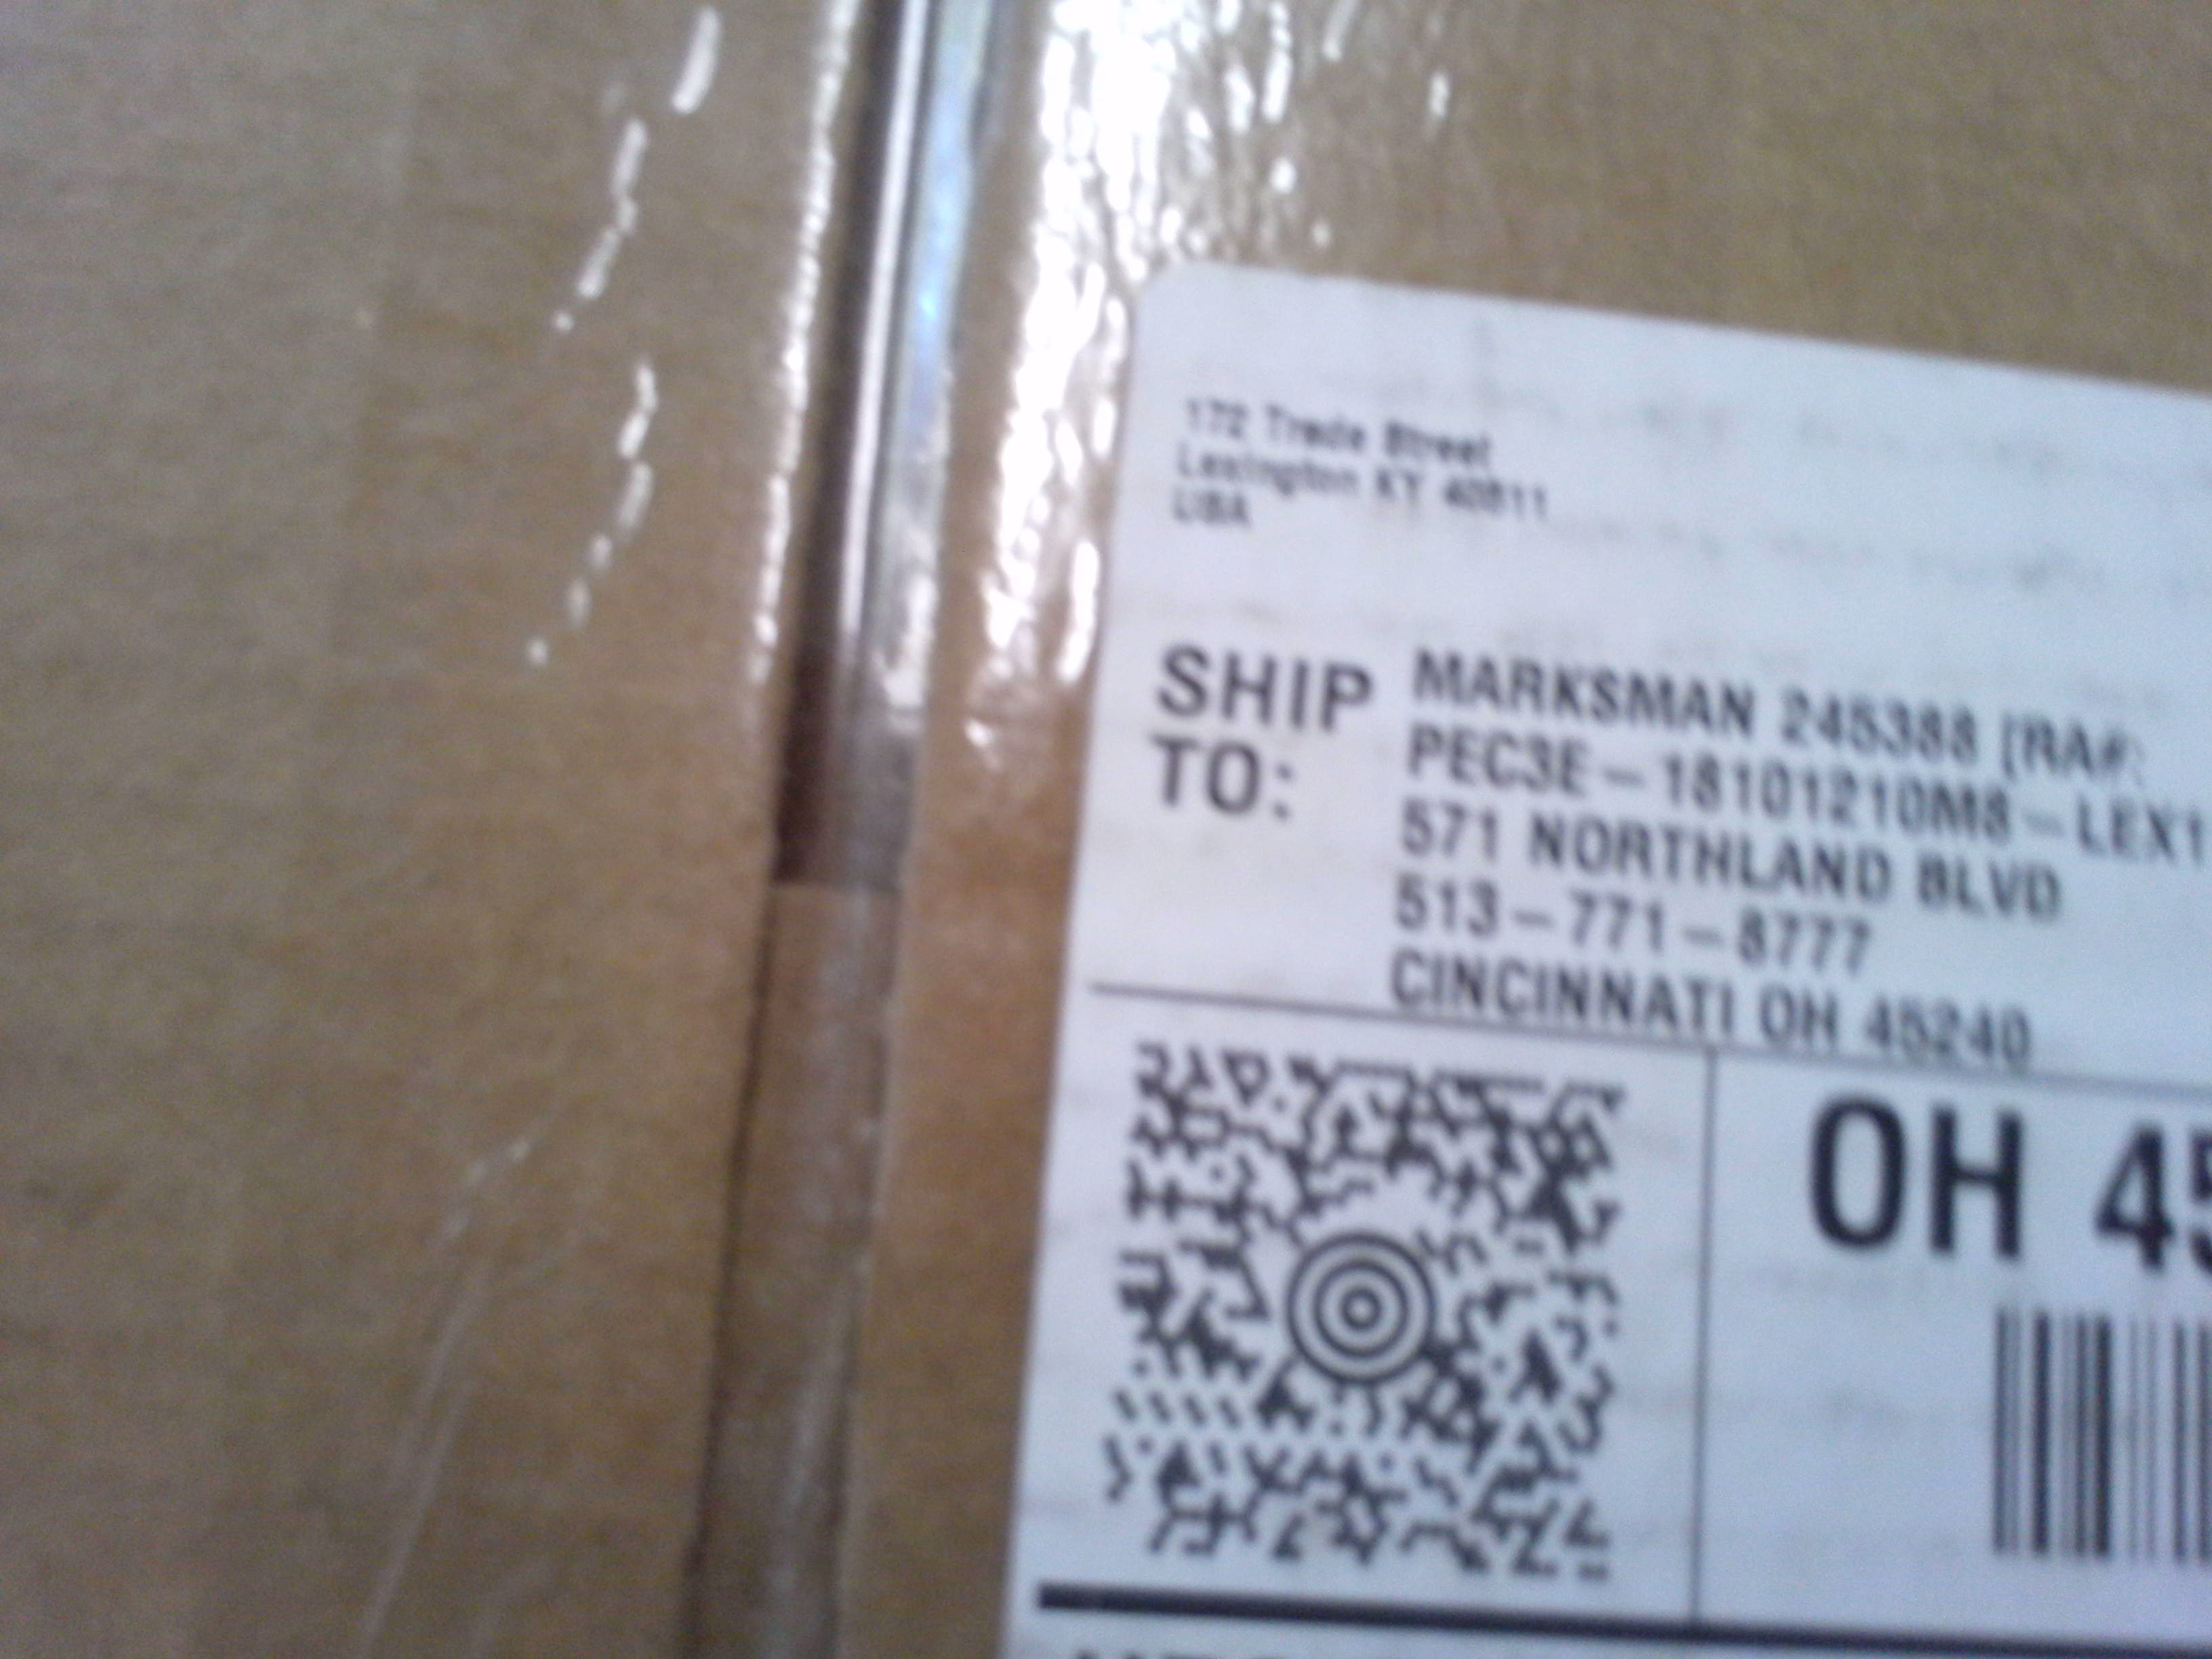 172 Trade Street
Lexington KY 40511
USA
SHIP TO:
MARKSMAN 245388 [RA#:
PEC3E-18101210M8-LEX1
571 NORTHLAND BLVD
513-771-8777
CINCINNATI OH 45240
OH 45